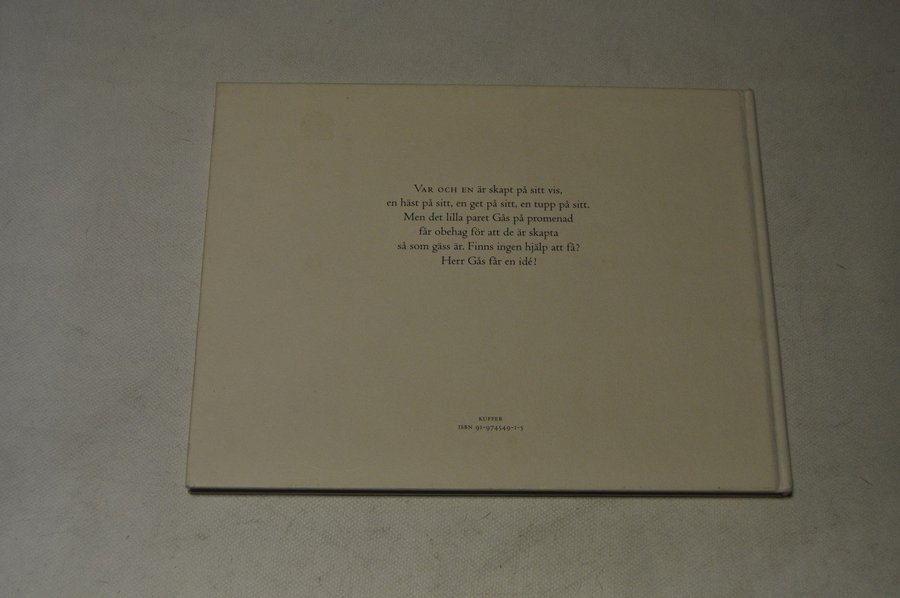 VAR OCH EN är skapt på sitt vis,
en häst på sitt, en get på sitt, en tupp på sitt.
Men det lilla paret Gås på promenad
får obehag för att de är skapta
så som gäss är. Finns ingen hjälp att få?
Herr Gås får en idé!
KUFFER
ISBN 91-974549-1-5